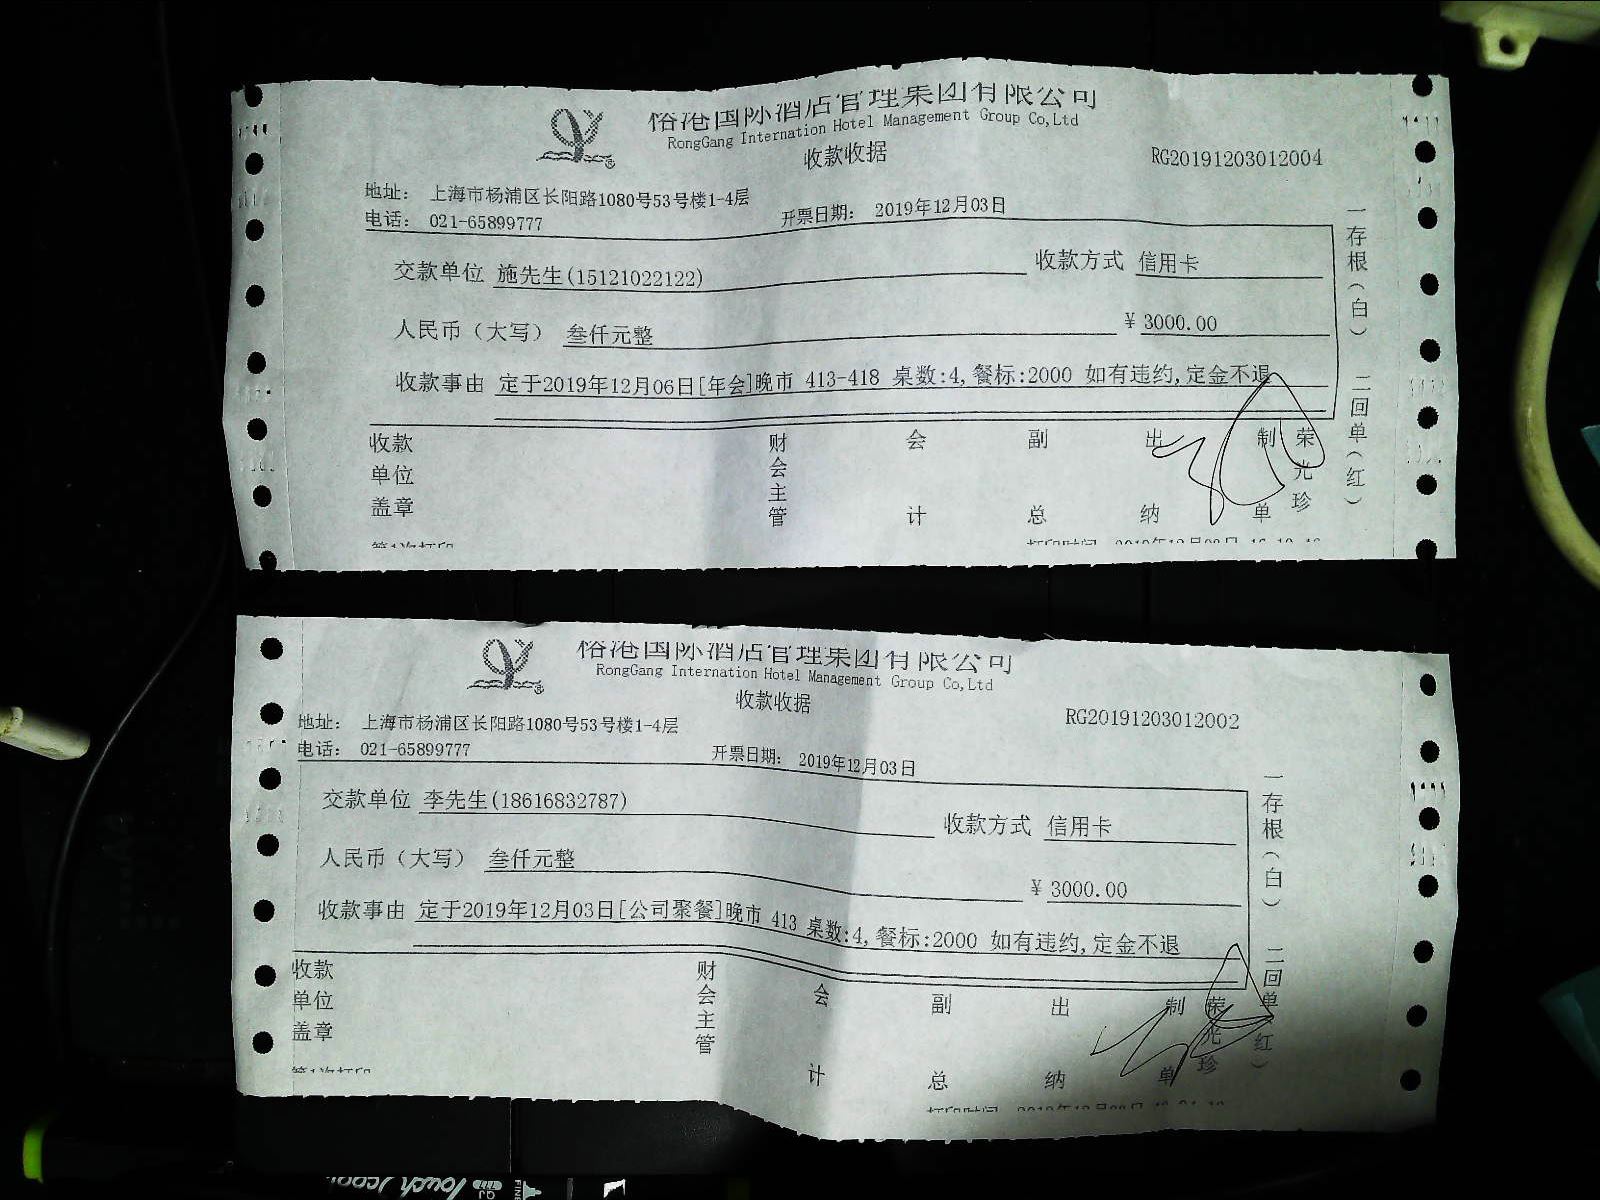 俗港国际酒店管理集团有限公司
RongGang Internation Hotel Management Group Co,Ltd
收款收据
RG20191203012004
地址： 上海市杨浦区长阳路1080号53号楼1-4层
电话： 021-65899777
开票日期： 2019年12月03日
交款单位 施先生(15121022122)
收款方式 信用卡
人民币（大写） 叁仟元整
¥ 3000.00
收款事由 定于2019年12月06日[年会]晚市 413-418 桌数:4,餐标:2000 如有违约,定金不退
收款单位盖章
财会主管
会计
副总
出纳
制单
荣光珍
一存根（白）
二回单（红）
第1次打印
俗港国际酒店管理集团有限公司
RongGang Internation Hotel Management Group Co,Ltd
收款收据
RG20191203012002
地址： 上海市杨浦区长阳路1080号53号楼1-4层
电话： 021-65899777
开票日期： 2019年12月03日
交款单位 李先生(18616832787)
收款方式 信用卡
人民币（大写） 叁仟元整
¥ 3000.00
收款事由 定于2019年12月03日[公司聚餐]晚市 413 桌数:4,餐标:2000 如有违约,定金不退
收款单位盖章
财会主管
会计
副总
出纳
制单
荣光珍
一存根（白）
二回单（红）
第1次打印